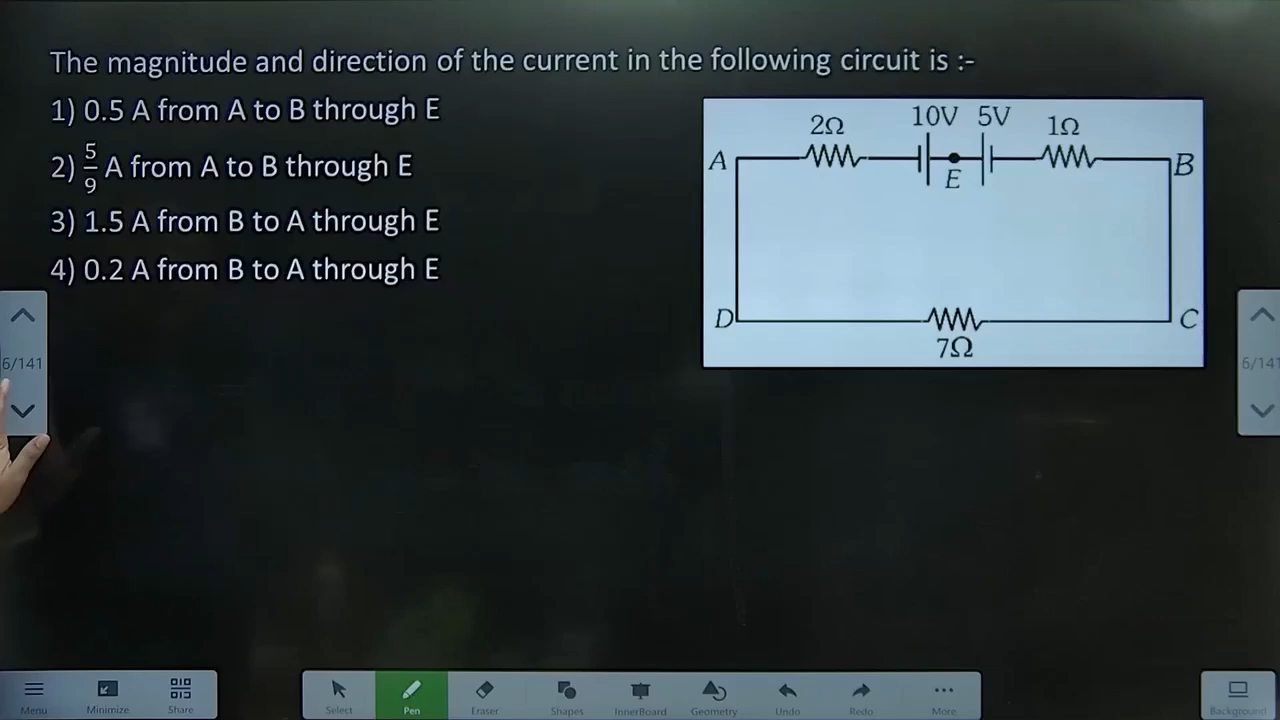 The magnitude and direction of the current in the following circuit is :-
1) 0.5 A from A to B through E
2) 5/9 A from A to B through E
3) 1.5 A from B to A through E
4) 0.2 A from B to A through E
10V 5V
2Ω 1Ω
A B
E
D C
7Ω
6/141 6/141
Menu Minimize Share Select Pen Eraser Shapes InnerBoard Geometry Undo Redo More Background